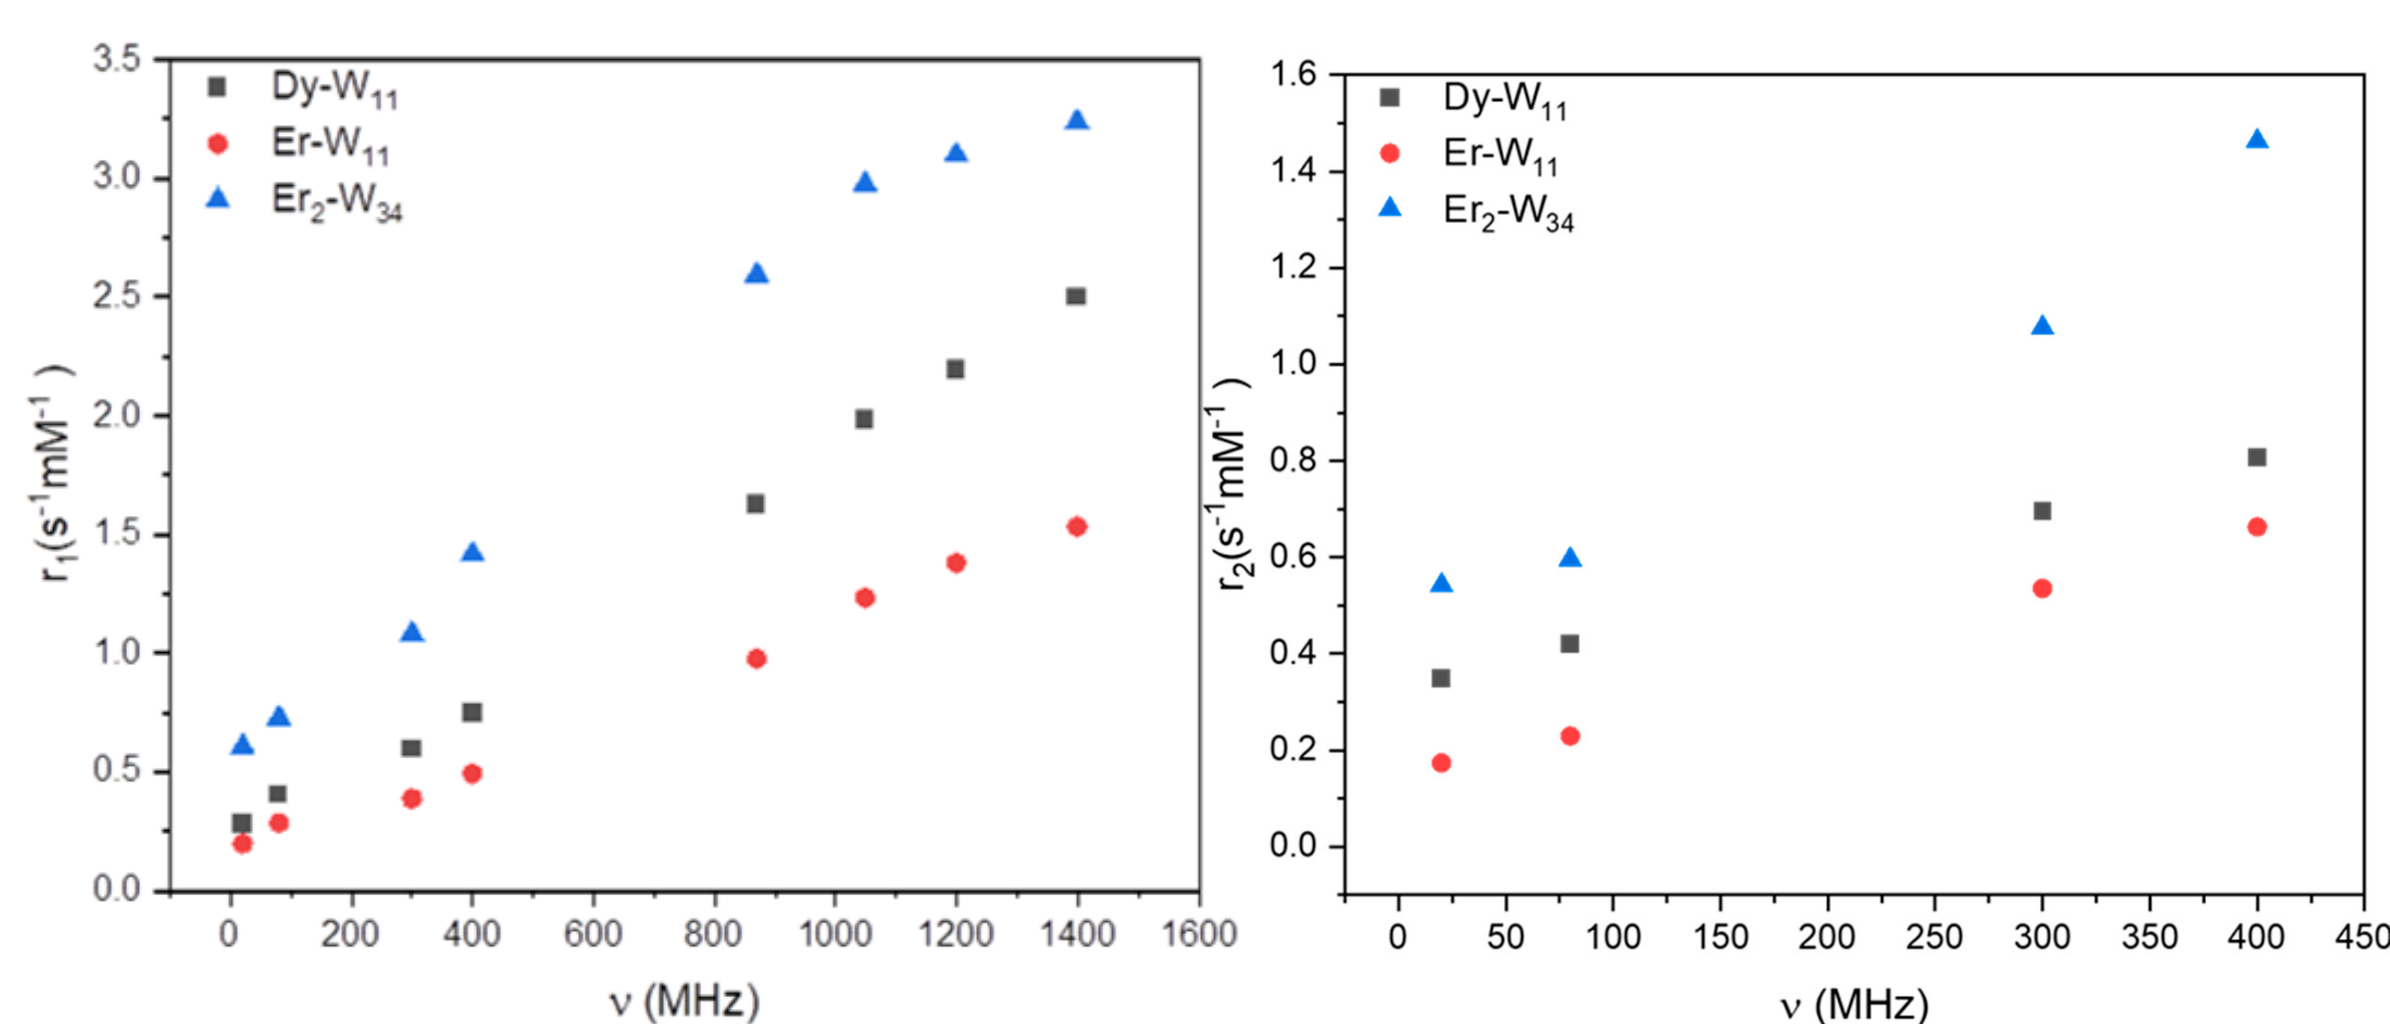 3.5
3.0
2.5
2.0
1.5
1.0
0.5
0.0
r₁(s⁻¹mM⁻¹ )
Dy-W₁₁
Er-W₁₁
Er₂-W₃₄
0 200 400 600 800 1000 1200 1400 1600
ν (MHz)
1.6
1.4
1.2
1.0
0.8
0.6
0.4
0.2
0.0
r₂(s⁻¹mM⁻¹ )
Dy-W₁₁
Er-W₁₁
Er₂-W₃₄
0 50 100 150 200 250 300 350 400 450
ν (MHz)